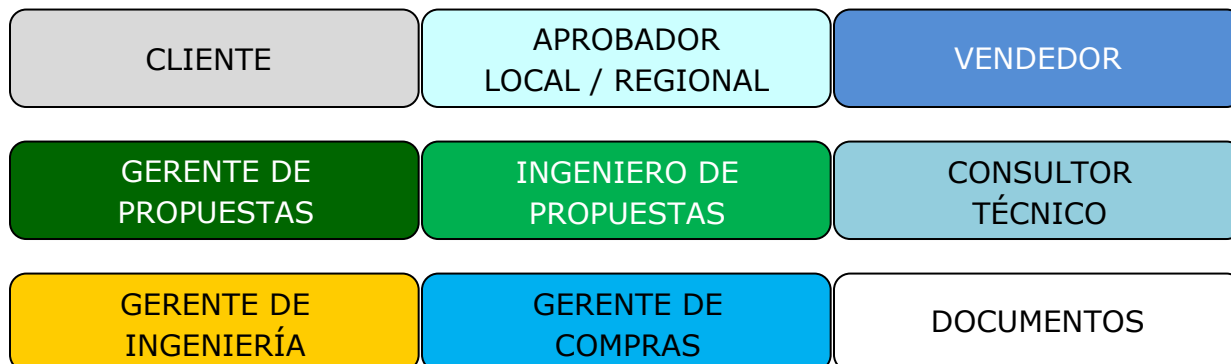 CLIENTE
APROBADOR
LOCAL / REGIONAL
VENDEDOR
GERENTE DE
PROPUESTAS
INGENIERO DE
PROPUESTAS
CONSULTOR
TÉCNICO
GERENTE DE
INGENIERÍA
GERENTE DE
COMPRAS
DOCUMENTOS